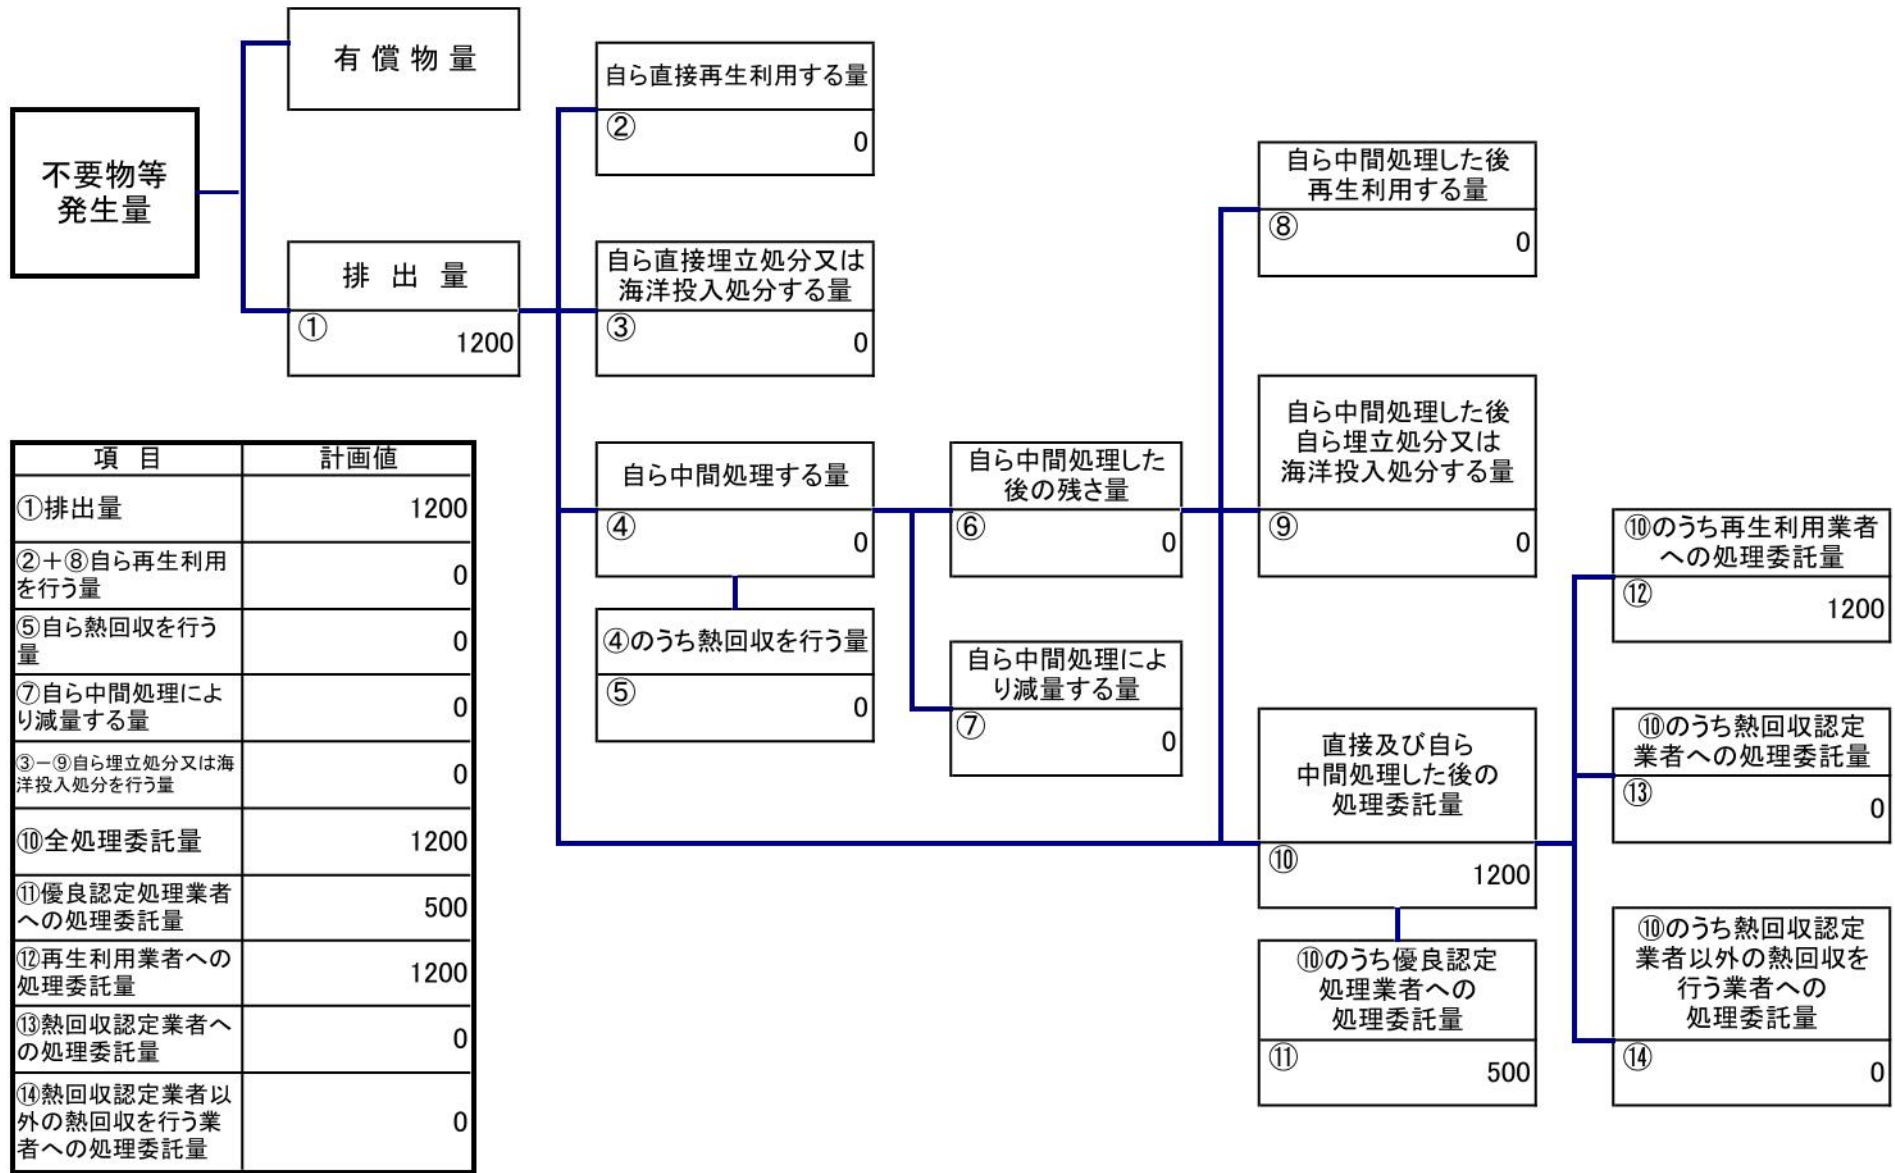 有 償 物 量
不要物等
発生量
排 出 量
① 1200
自ら直接再生利用する量
② 0
自ら直接埋立処分又は
海洋投入処分する量
③ 0
自ら中間処理する量
④ 0
④のうち熱回収を行う量
⑤ 0
自ら中間処理した
後の残さ量
⑥ 0
自ら中間処理によ
り減量する量
⑦ 0
自ら中間処理した後
再生利用する量
⑧ 0
自ら中間処理した後
自ら埋立処分又は
海洋投入処分する量
⑨ 0
直接及び自ら
中間処理した後の
処理委託量
⑩ 1200
⑩のうち優良認定
処理業者への
処理委託量
⑪ 500
⑩のうち再生利用業者
への処理委託量
⑫ 1200
⑩のうち熱回収認定
業者への処理委託量
⑬ 0
⑩のうち熱回収認定
業者以外の熱回収を
行う業者への
処理委託量
⑭ 0
項 目 計画値
①排出量 1200
②+⑧自ら再生利用
を行う量 0
⑤自ら熱回収を行う
量 0
⑦自ら中間処理によ
り減量する量 0
③-⑨自ら埋立処分又は海
洋投入処分を行う量 0
⑩全処理委託量 1200
⑪優良認定処理業者
への処理委託量 500
⑫再生利用業者への
処理委託量 1200
⑬熱回収認定業者へ
の処理委託量 0
⑭熱回収認定業者以
外の熱回収を行う業
者への処理委託量 0